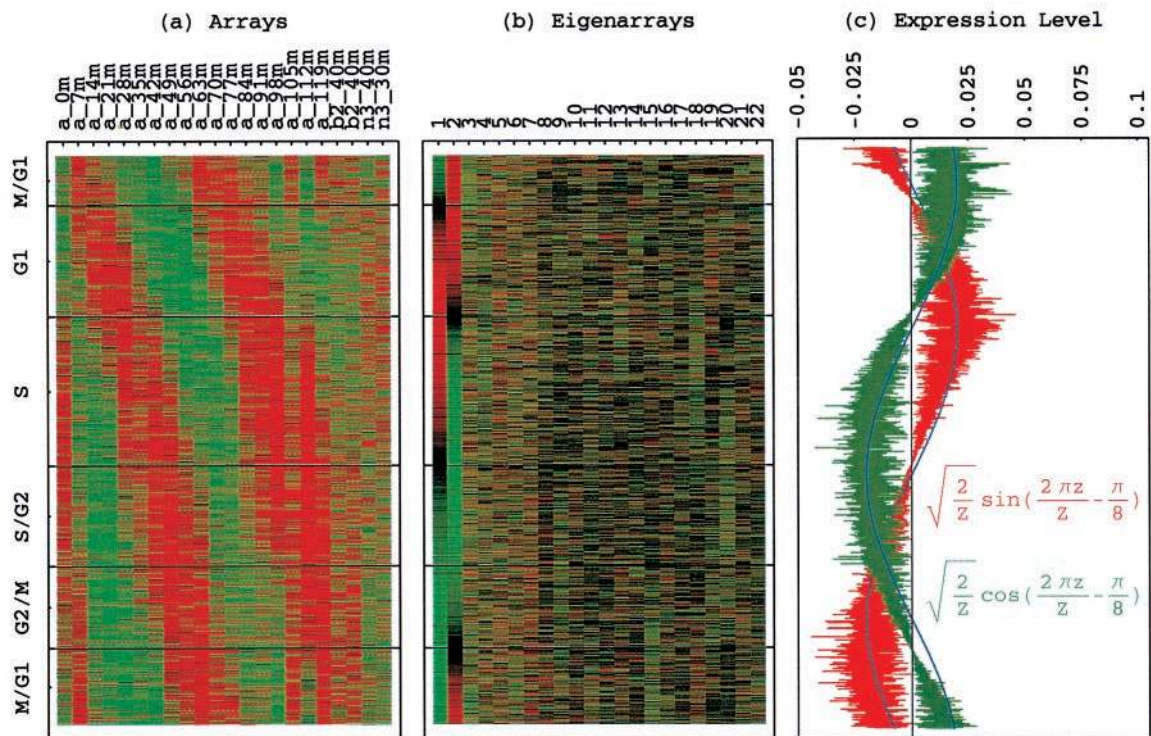 (a) Arrays
(b) Eigenarrays
(c) Expression Level
a_0m
a_7m
a_14m
a_21m
a_28m
a_35m
a_42m
a_49m
a_56m
a_63m
a_70m
a_77m
a_84m
a_91m
a_98m
a_105m
a_112m
a_119m
b2_40m
b2_40m
n3_40m
n3_30m
1
2
3
4
5
6
7
8
9
10
11
12
13
14
15
16
17
18
19
20
21
22
-0.05
-0.025
0
0.025
0.05
0.075
0.1
M/G1
G1
S
S/G2
G2/M
M/G1
√(2/Z) sin(2πz/Z - π/8)
√(2/Z) cos(2πz/Z - π/8)